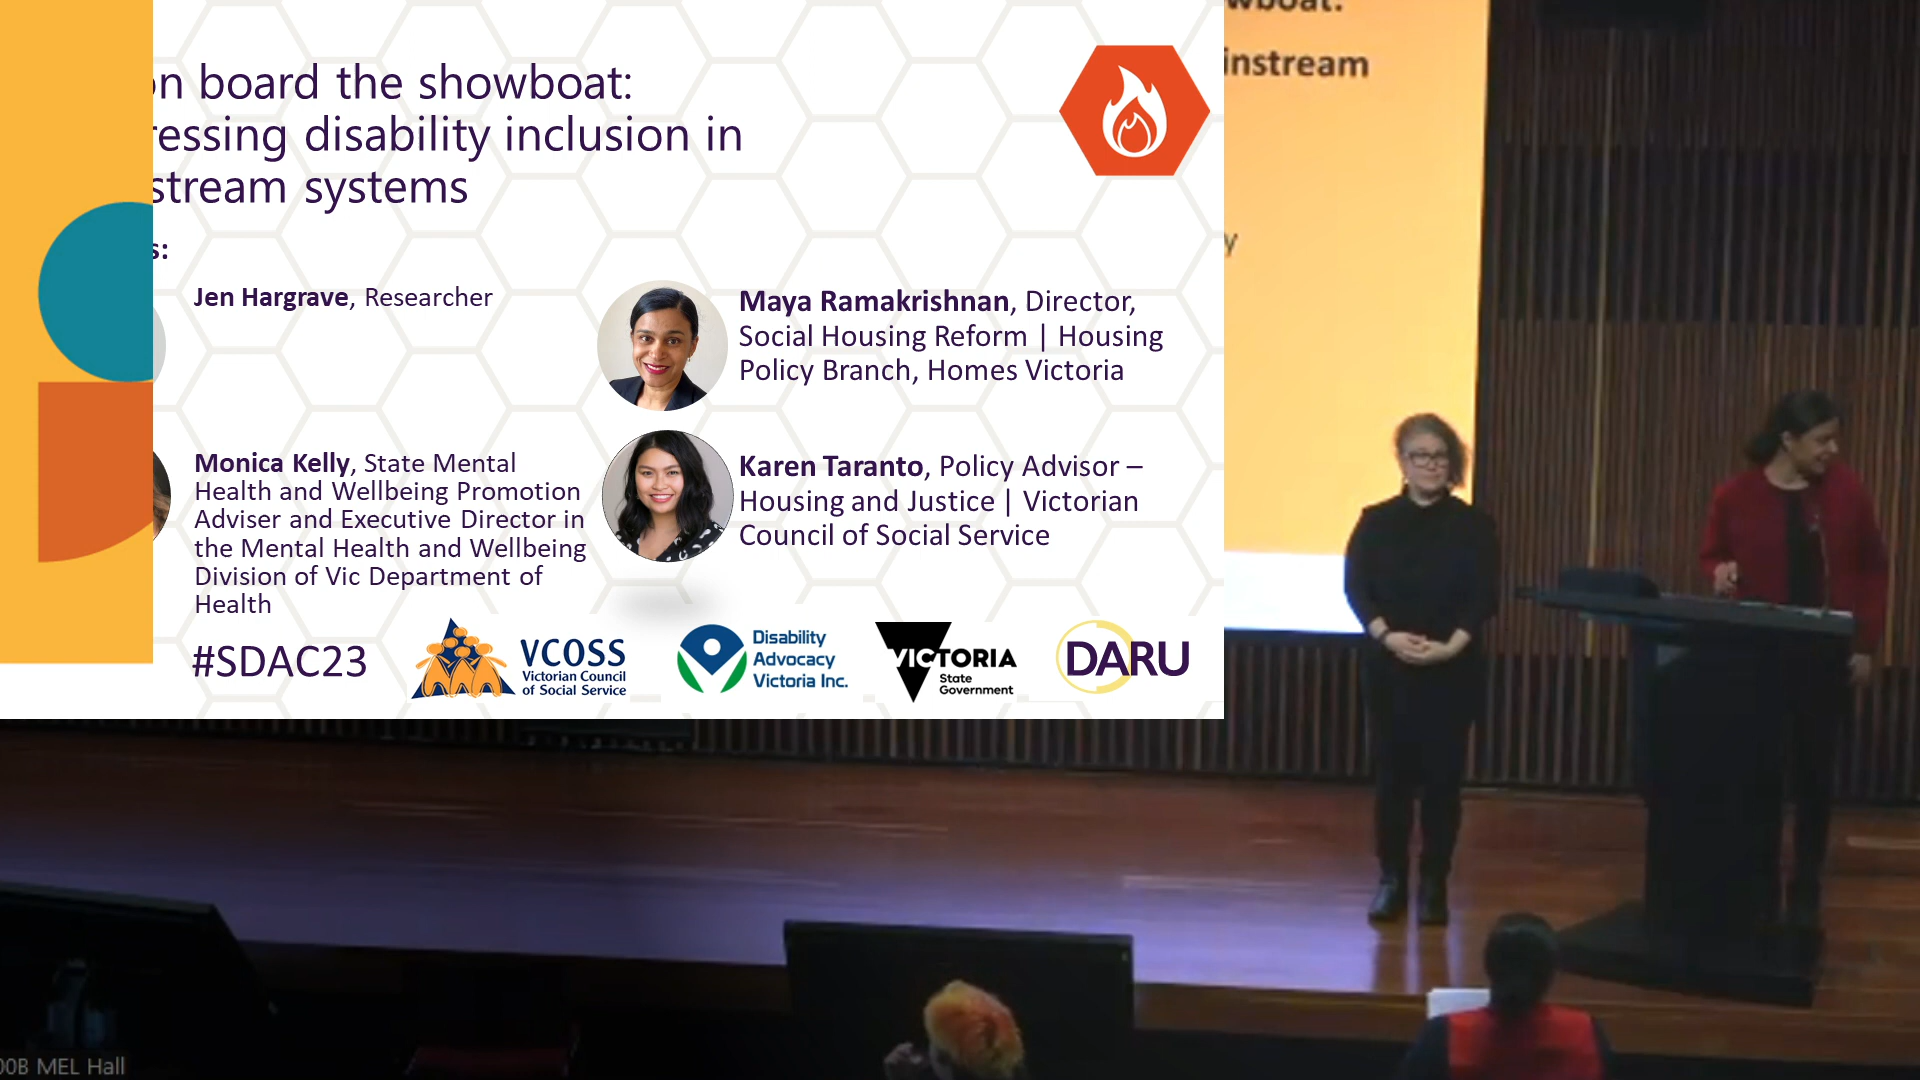 on board the showboat:
ressing disability inclusion in
stream systems
s:
Jen Hargrave, Researcher
Maya Ramakrishnan, Director,
Social Housing Reform | Housing
Policy Branch, Homes Victoria
Monica Kelly, State Mental
Health and Wellbeing Promotion
Adviser and Executive Director in
the Mental Health and Wellbeing
Division of Vic Department of
Health
Karen Taranto, Policy Advisor –
Housing and Justice | Victorian
Council of Social Service
#SDAC23
VCOSS
Victorian Council
of Social Service
Disability
Advocacy
Victoria Inc.
VICTORIA
State
Government
DARU
wboat:
instream
y
00B MEL Hall